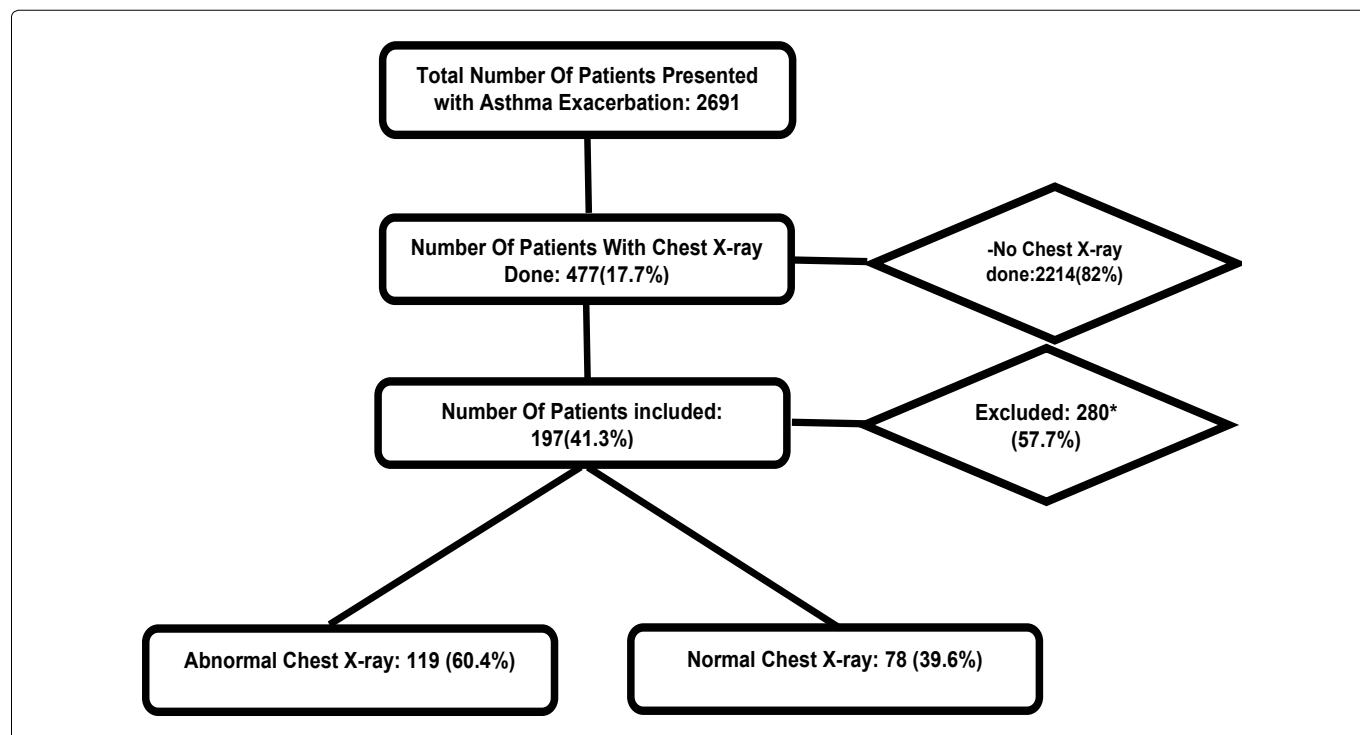 Total Number Of Patients Presented
with Asthma Exacerbation: 2691
Number Of Patients With Chest X-ray
Done: 477(17.7%)
-No Chest X-ray
done:2214(82%)
Number Of Patients included:
197(41.3%)
Excluded: 280*
(57.7%)
Abnormal Chest X-ray: 119 (60.4%)
Normal Chest X-ray: 78 (39.6%)